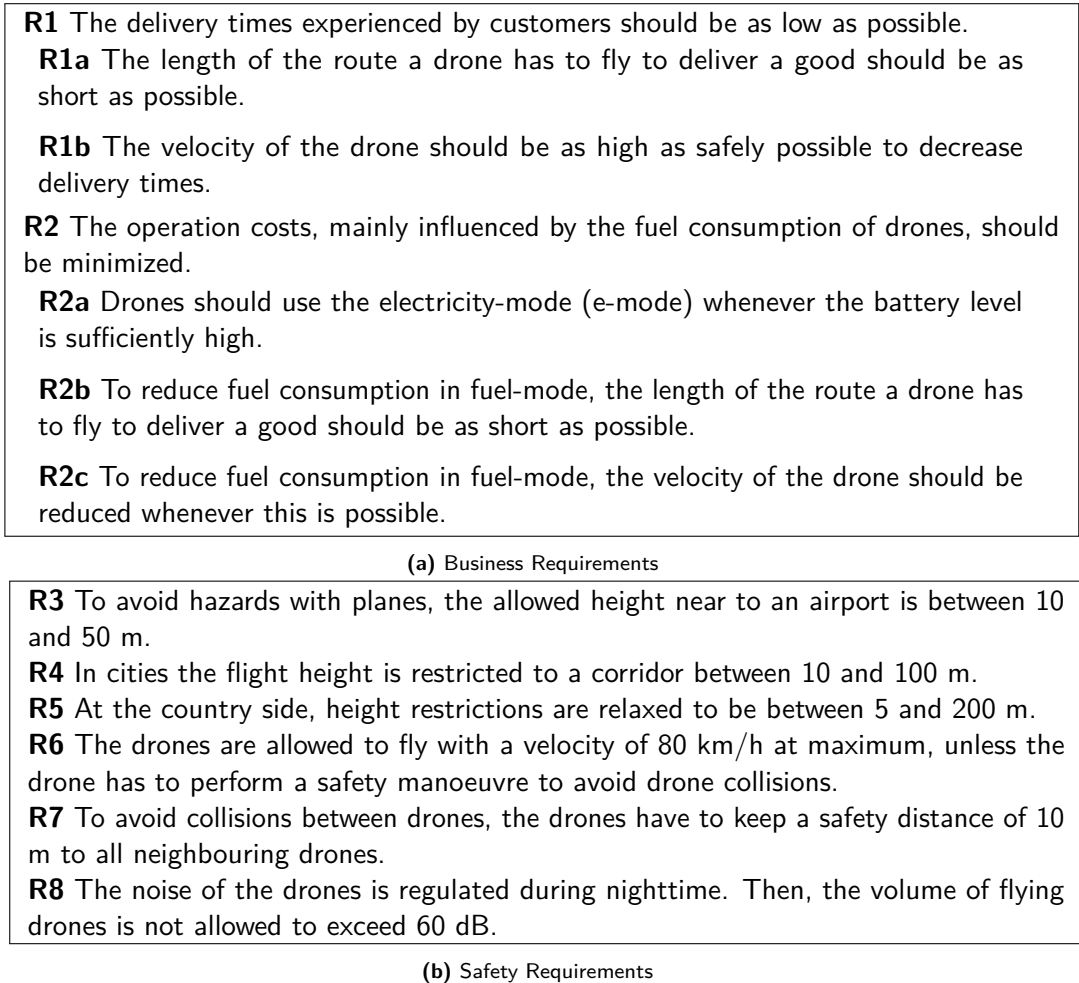 R1 The delivery times experienced by customers should be as low as possible.
R1a The length of the route a drone has to fly to deliver a good should be as
short as possible.
R1b The velocity of the drone should be as high as safely possible to decrease
delivery times.
R2 The operation costs, mainly influenced by the fuel consumption of drones, should
be minimized.
R2a Drones should use the electricity-mode (e-mode) whenever the battery level
is sufficiently high.
R2b To reduce fuel consumption in fuel-mode, the length of the route a drone has
to fly to deliver a good should be as short as possible.
R2c To reduce fuel consumption in fuel-mode, the velocity of the drone should be
reduced whenever this is possible.
(a) Business Requirements
R3 To avoid hazards with planes, the allowed height near to an airport is between 10
and 50 m.
R4 In cities the flight height is restricted to a corridor between 10 and 100 m.
R5 At the country side, height restrictions are relaxed to be between 5 and 200 m.
R6 The drones are allowed to fly with a velocity of 80 km/h at maximum, unless the
drone has to perform a safety manoeuvre to avoid drone collisions.
R7 To avoid collisions between drones, the drones have to keep a safety distance of 10
m to all neighbouring drones.
R8 The noise of the drones is regulated during nighttime. Then, the volume of flying
drones is not allowed to exceed 60 dB.
(b) Safety Requirements